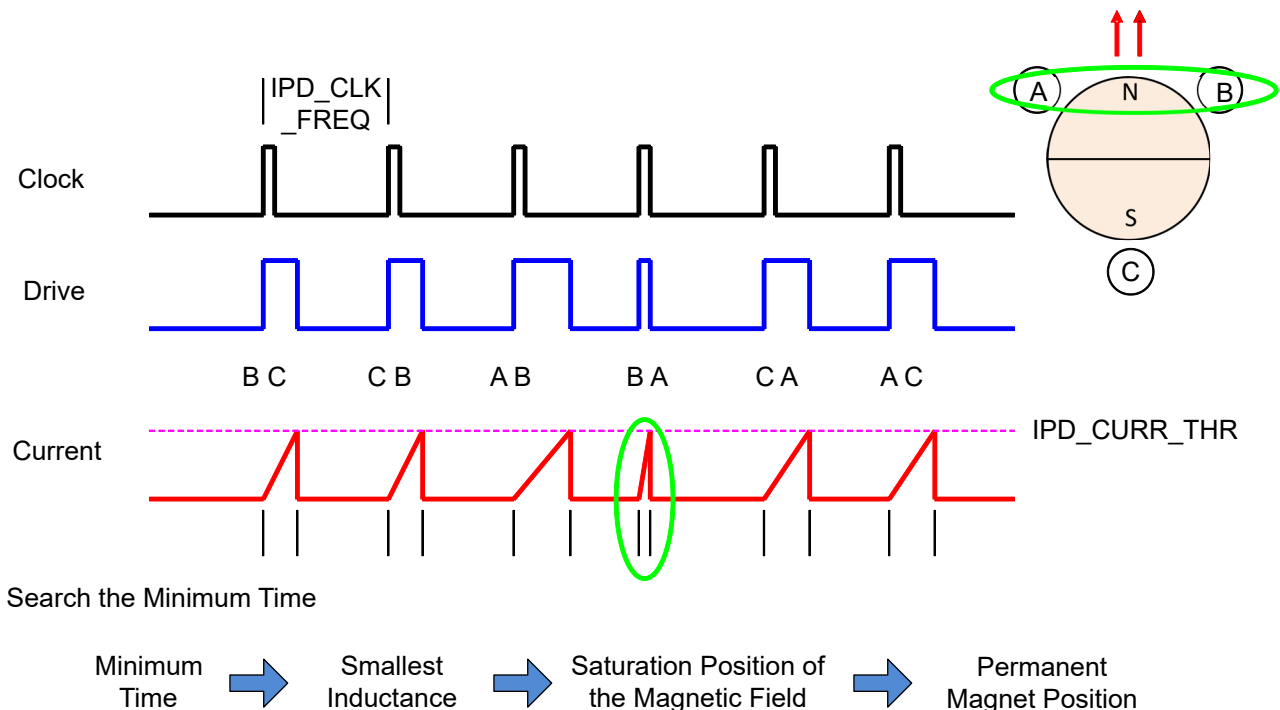 IPD_CLK
_FREQ
A
N
B
Clock
S
C
Drive
B C
C B
A B
B A
C A
A C
IPD_CURR_THR
Current
Search the Minimum Time
Minimum
Time
Smallest
Inductance
Saturation Position of
the Magnetic Field
Permanent
Magnet Position